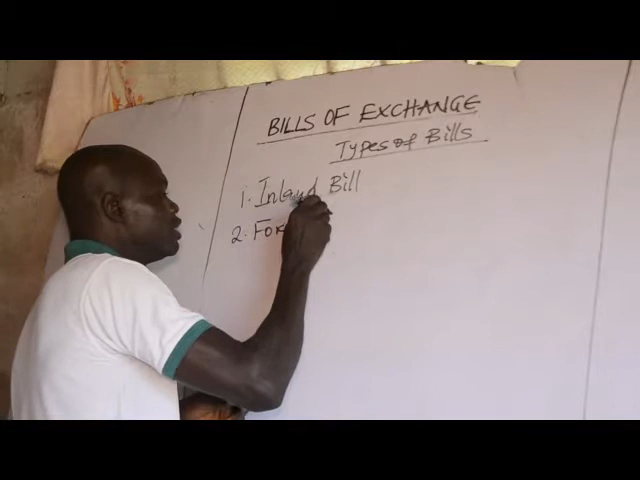 BILLS OF EXCHANGE
Types of Bills
1. Inland Bill
2. For